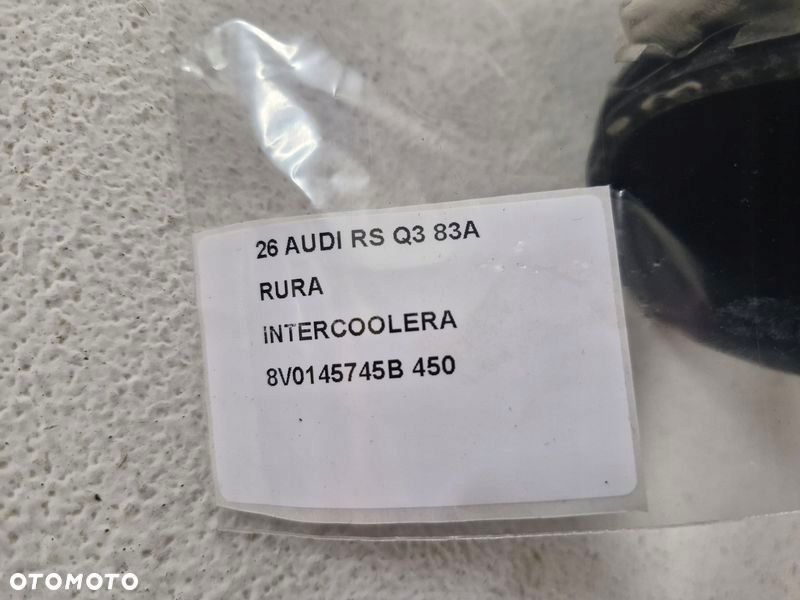 26 AUDI RS Q3 83A
RURA
INTERCOOLERA
8V0145745B 450
OTOMOTO